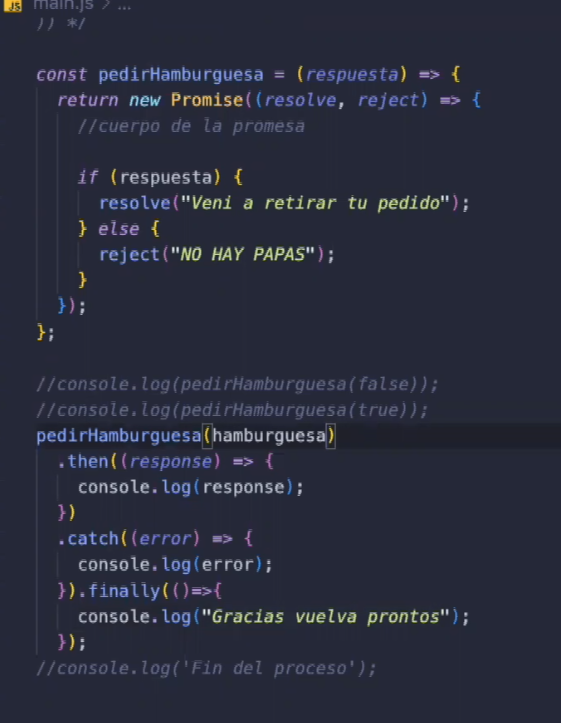 JS main.js > ...
)) */
const pedirHamburguesa = (respuesta) => {
return new Promise((resolve, reject) => {
//cuerpo de la promesa
if (respuesta) {
resolve("Veni a retirar tu pedido");
} else {
reject("NO HAY PAPAS");
}
});
};
//console.log(pedirHamburguesa(false));
//console.log(pedirHamburguesa(true));
pedirHamburguesa(hamburguesa)
.then((response) => {
console.log(response);
})
.catch((error) => {
console.log(error);
}).finally(()=>{
console.log("Gracias vuelva prontos");
});
//console.log('Fin del proceso');